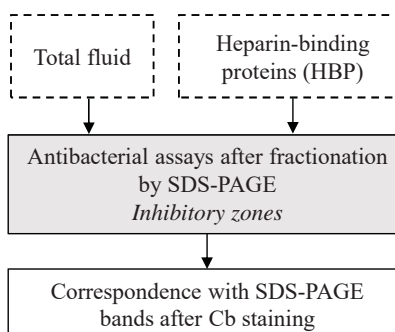 Total fluid
Heparin-binding
proteins (HBP)
Antibacterial assays after fractionation
by SDS-PAGE
Inhibitory zones
Correspondence with SDS-PAGE
bands after Cb staining